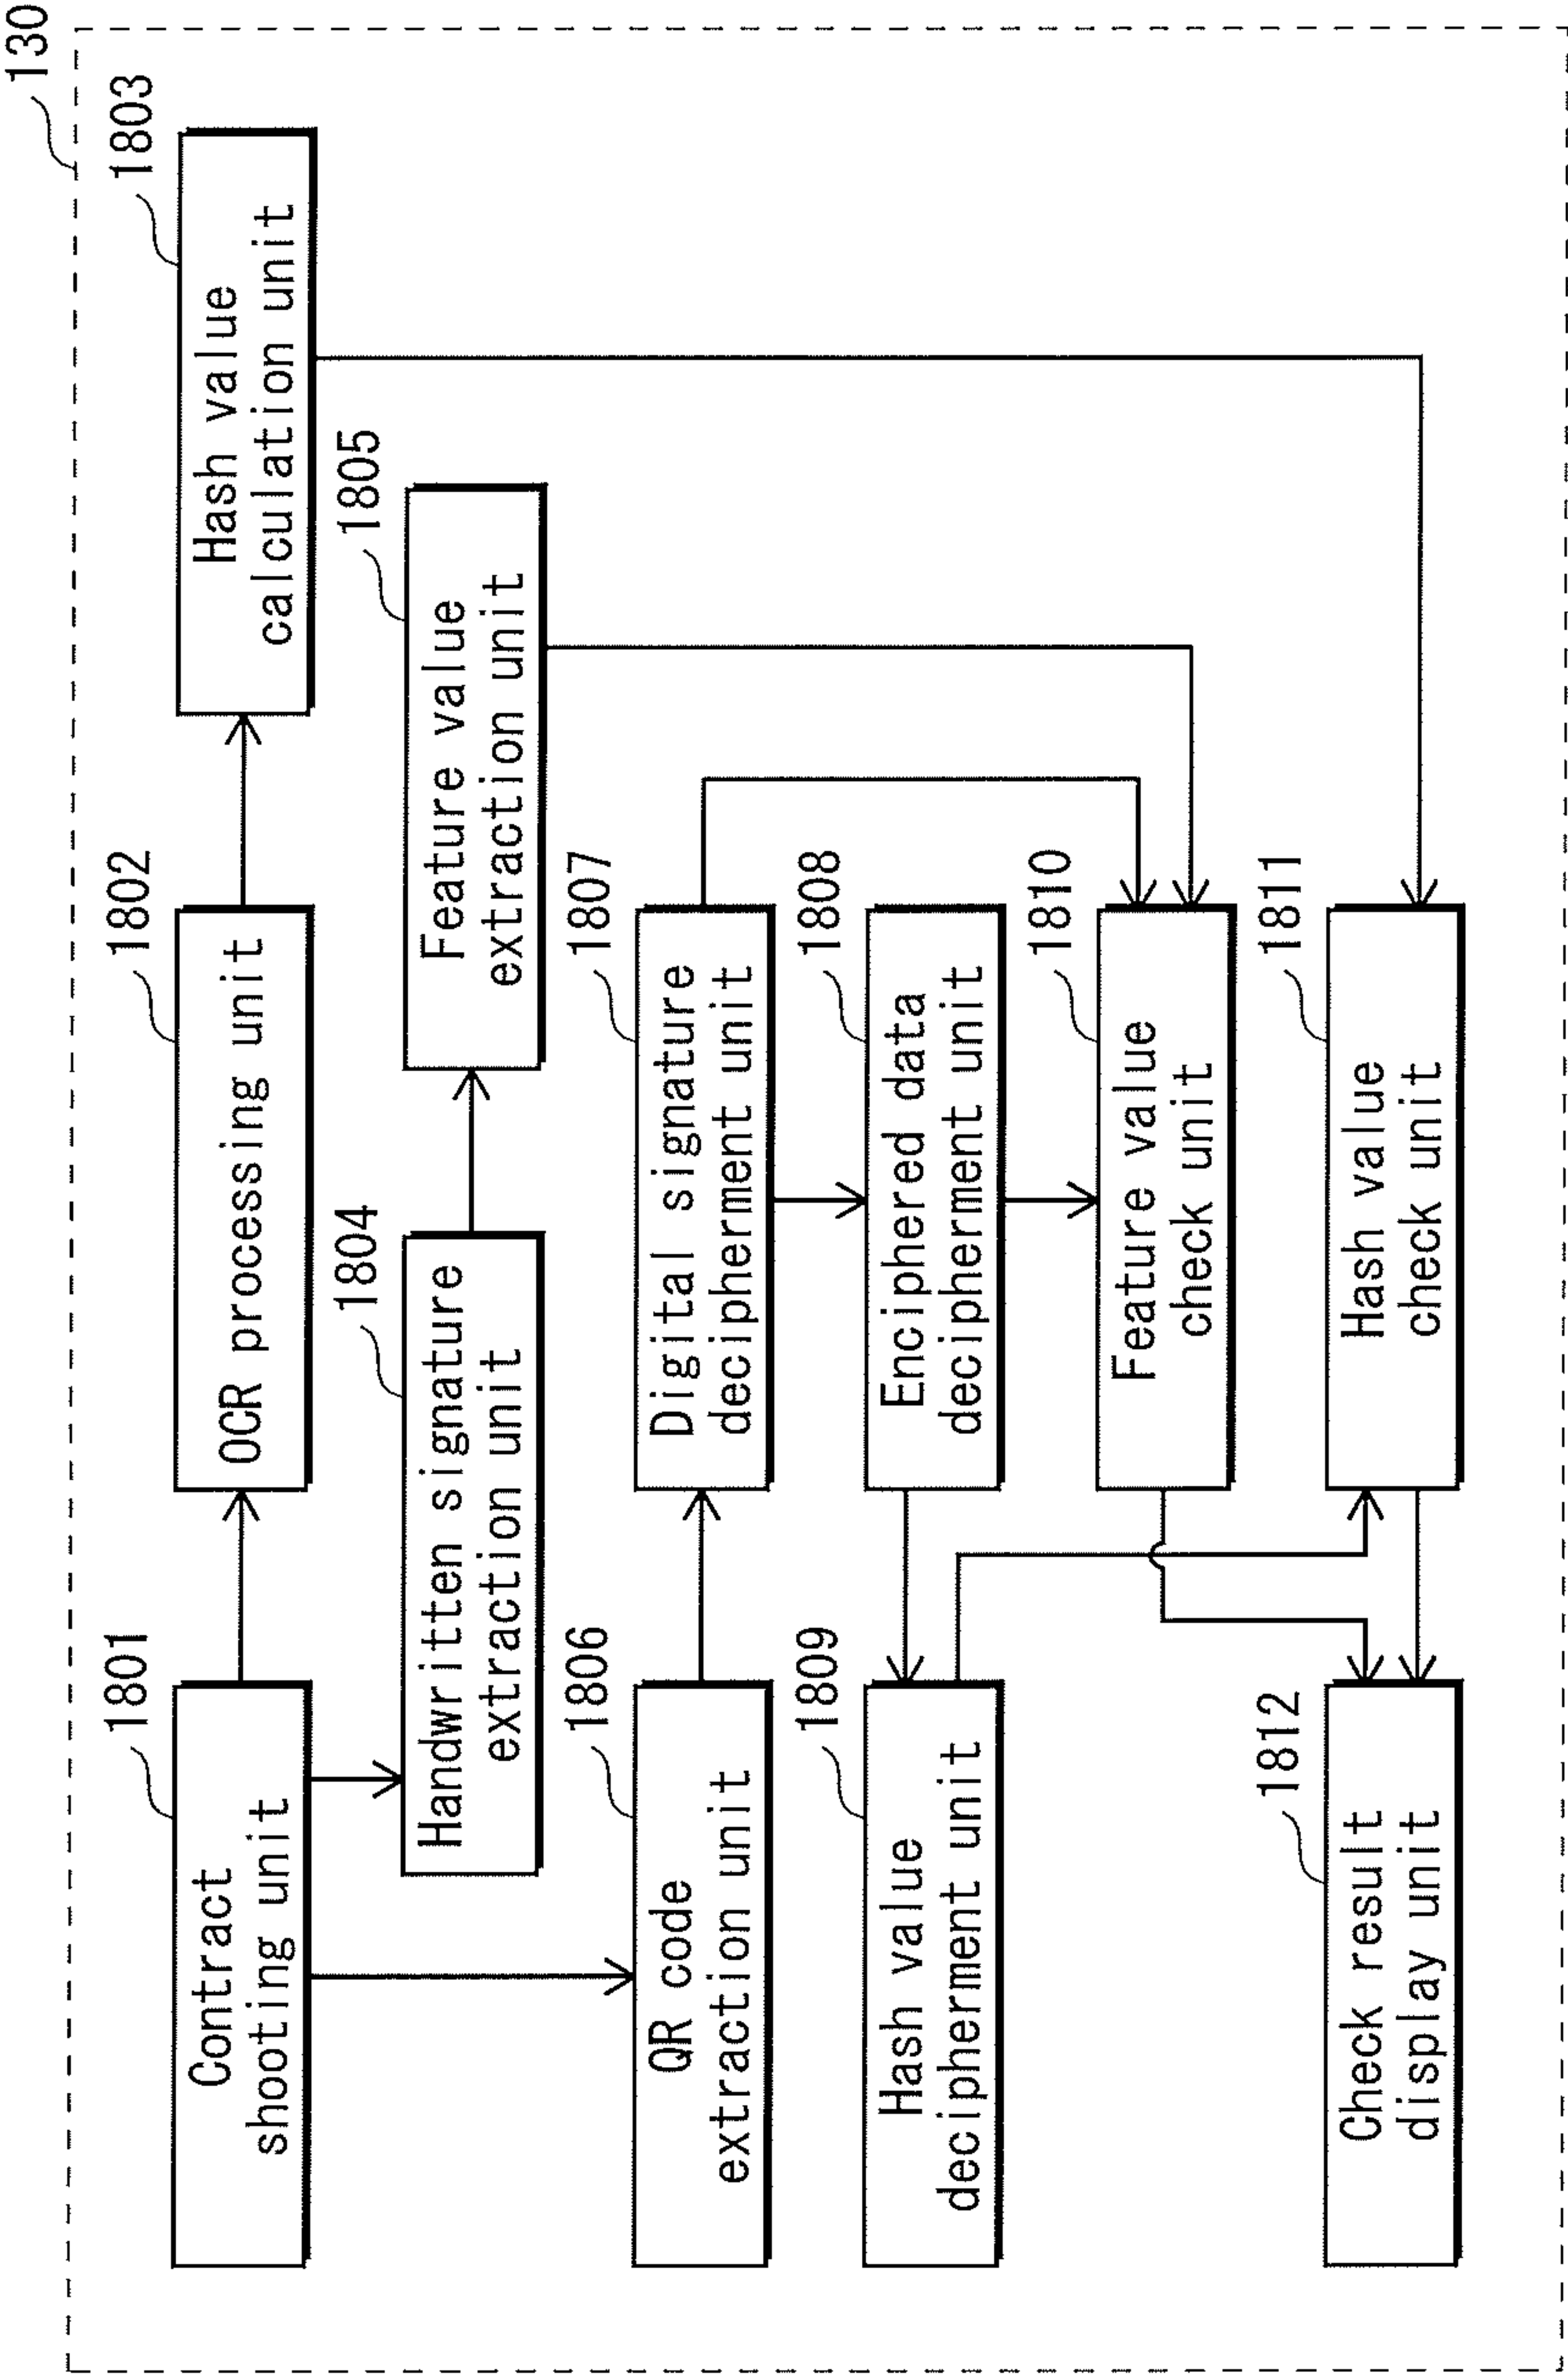 130
1801
Contract
shooting unit
1802
OCR processing unit
1803
Hash value
calculation unit
1804
Handwritten signature
extraction unit
1805
Feature value
extraction unit
1806
QR code
extraction unit
1807
Digital signature
decipherment unit
1808
Enciphered data
decipherment unit
1809
Hash value
decipherment unit
1810
Feature value
check unit
1811
Hash value
check unit
1812
Check result
display unit